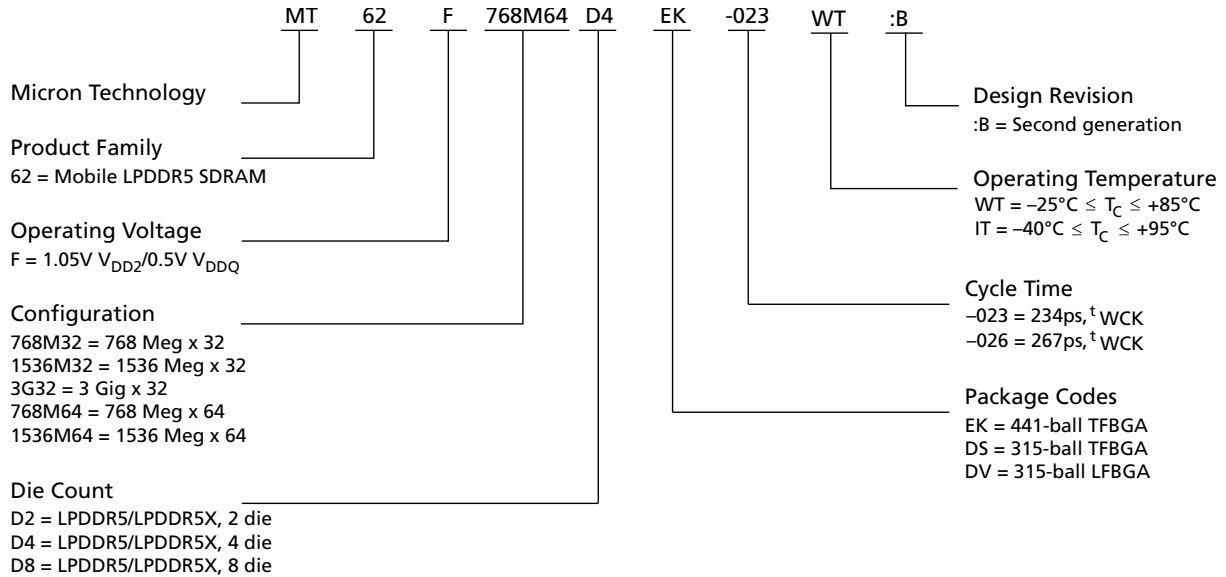 MT 62 F 768M64 D4 EK -023 WT :B
Micron Technology
Product Family
62 = Mobile LPDDR5 SDRAM
Operating Voltage
F = 1.05V VDD2/0.5V VDDQ
Configuration
768M32 = 768 Meg x 32
1536M32 = 1536 Meg x 32
3G32 = 3 Gig x 32
768M64 = 768 Meg x 64
1536M64 = 1536 Meg x 64
Die Count
D2 = LPDDR5/LPDDR5X, 2 die
D4 = LPDDR5/LPDDR5X, 4 die
D8 = LPDDR5/LPDDR5X, 8 die
Design Revision
:B = Second generation
Operating Temperature
WT = –25°C ≤ TC ≤ +85°C
IT = –40°C ≤ TC ≤ +95°C
Cycle Time
–023 = 234ps, tWCK
–026 = 267ps, tWCK
Package Codes
EK = 441-ball TFBGA
DS = 315-ball TFBGA
DV = 315-ball LFBGA